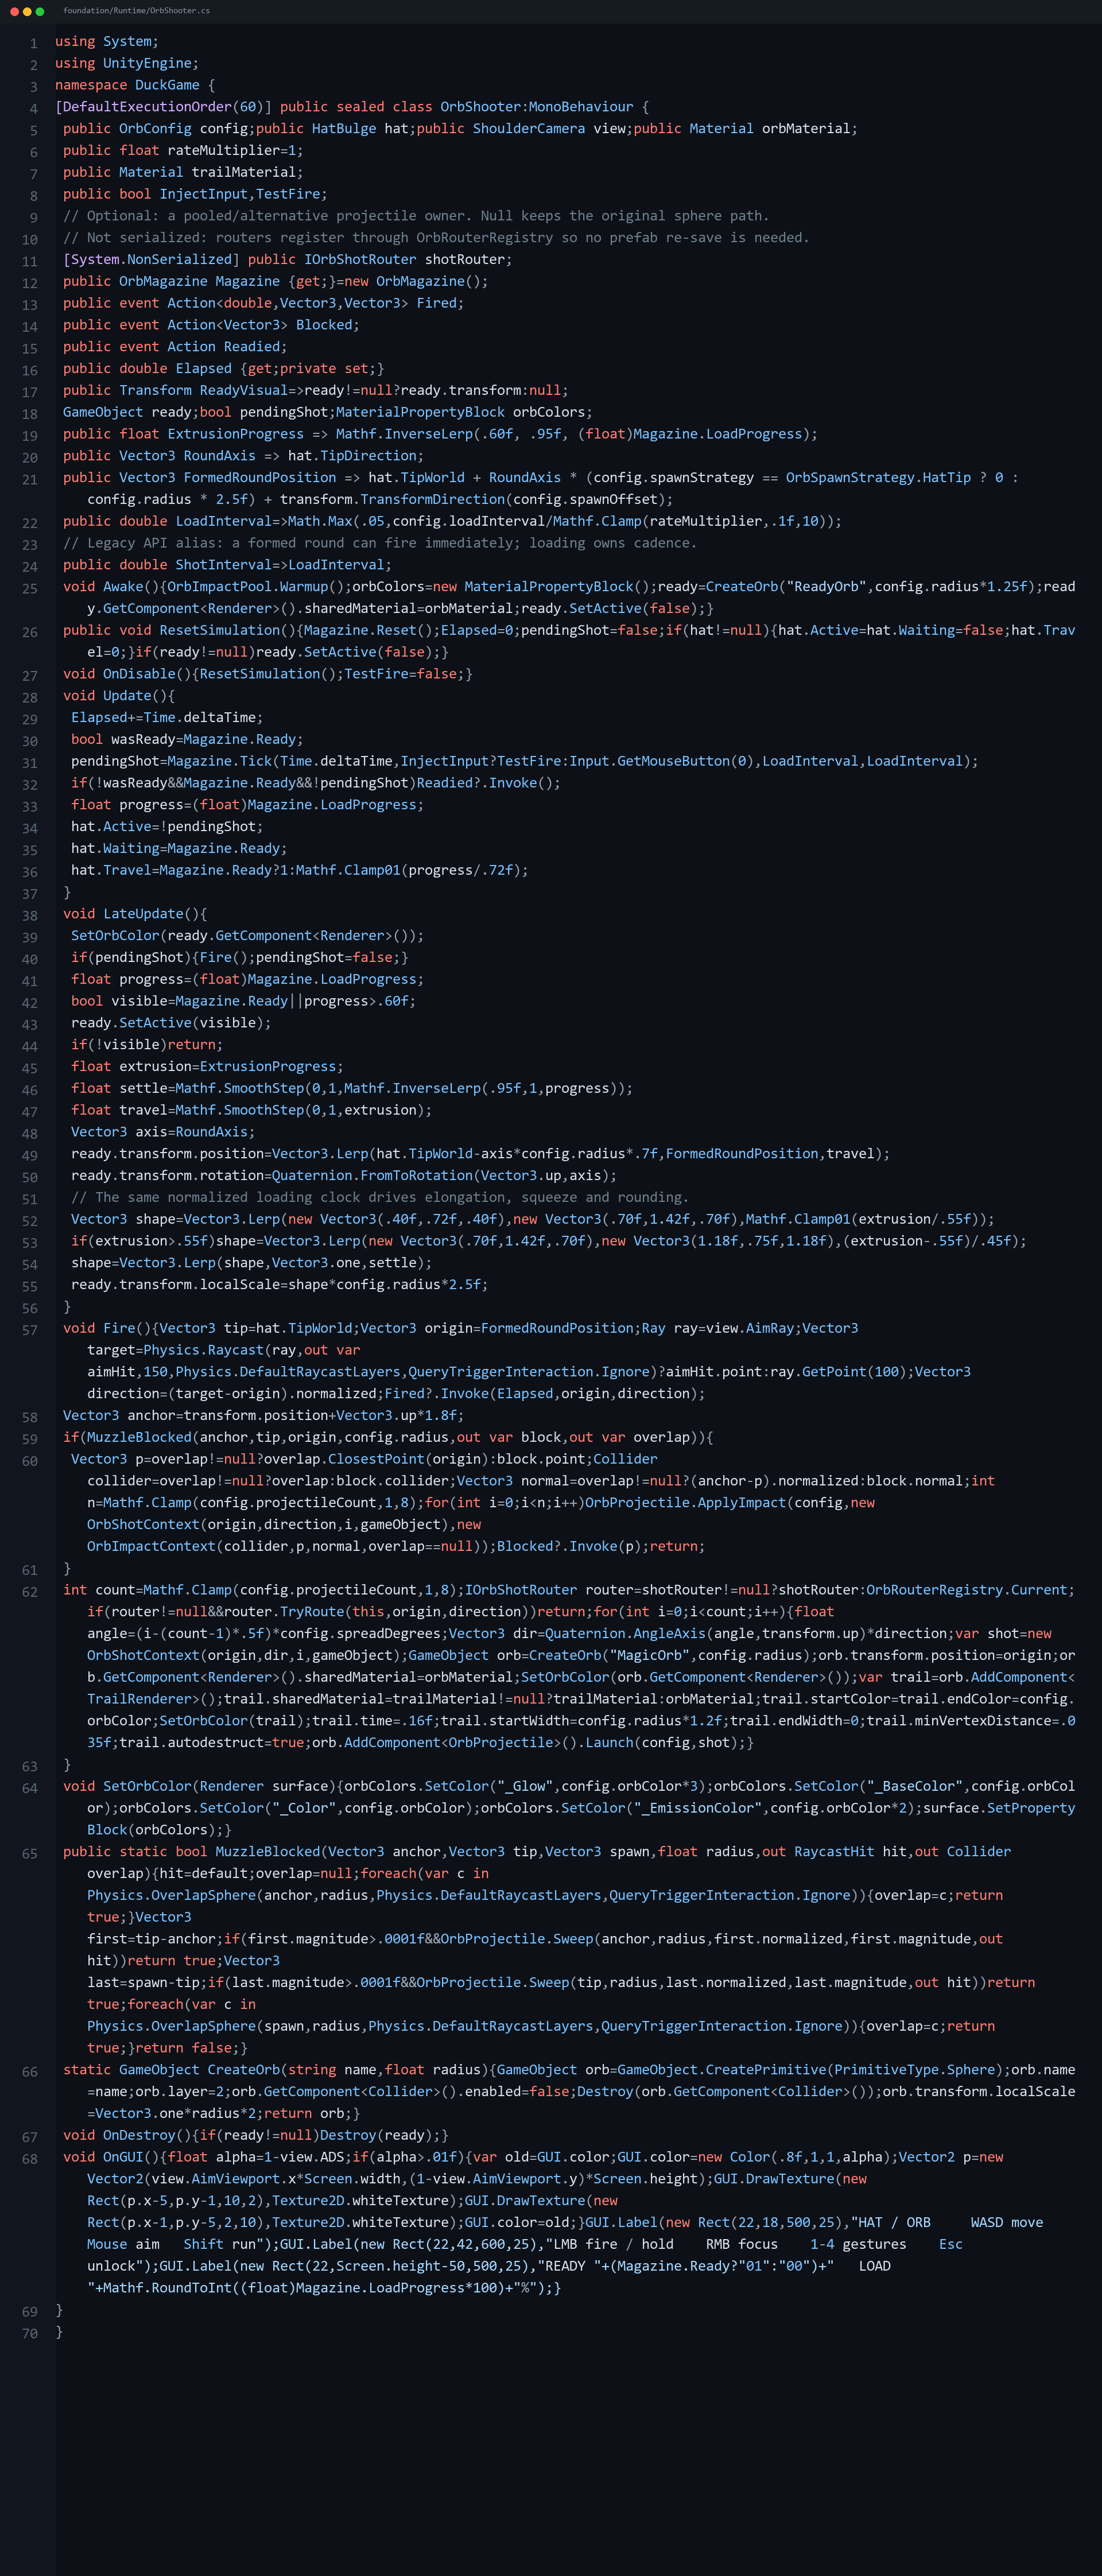 foundation/Runtime/OrbShooter.cs
1 using System;
2 using UnityEngine;
3 namespace DuckGame {
4 [DefaultExecutionOrder(60)] public sealed class OrbShooter:MonoBehaviour {
5  public OrbConfig config;public HatBulge hat;public ShoulderCamera view;public Material orbMaterial;
6  public float rateMultiplier=1;
7  public Material trailMaterial;
8  public bool InjectInput,TestFire;
9  // Optional: a pooled/alternative projectile owner. Null keeps the original sphere path.
10  // Not serialized: routers register through OrbRouterRegistry so no prefab re-save is needed.
11  [System.NonSerialized] public IOrbShotRouter shotRouter;
12  public OrbMagazine Magazine {get;}=new OrbMagazine();
13  public event Action<double,Vector3,Vector3> Fired;
14  public event Action<Vector3> Blocked;
15  public event Action Readied;
16  public double Elapsed {get;private set;}
17  public Transform ReadyVisual=>ready!=null?ready.transform:null;
18  GameObject ready;bool pendingShot;MaterialPropertyBlock orbColors;
19  public float ExtrusionProgress => Mathf.InverseLerp(.60f, .95f, (float)Magazine.LoadProgress);
20  public Vector3 RoundAxis => hat.TipDirection;
21  public Vector3 FormedRoundPosition => hat.TipWorld + RoundAxis * (config.spawnStrategy == OrbSpawnStrategy.HatTip ? 0 :
config.radius * 2.5f) + transform.TransformDirection(config.spawnOffset);
22  public double LoadInterval=>Math.Max(.05,config.loadInterval/Mathf.Clamp(rateMultiplier,.1f,10));
23  // Legacy API alias: a formed round can fire immediately; loading owns cadence.
24  public double ShotInterval=>LoadInterval;
25  void Awake(){OrbImpactPool.Warmup();orbColors=new MaterialPropertyBlock();ready=CreateOrb("ReadyOrb",config.radius*1.25f);read
y.GetComponent<Renderer>().sharedMaterial=orbMaterial;ready.SetActive(false);}
26  public void ResetSimulation(){Magazine.Reset();Elapsed=0;pendingShot=false;if(hat!=null){hat.Active=hat.Waiting=false;hat.Trav
el=0;}if(ready!=null)ready.SetActive(false);}
27  void OnDisable(){ResetSimulation();TestFire=false;}
28  void Update(){
29   Elapsed+=Time.deltaTime;
30   bool wasReady=Magazine.Ready;
31   pendingShot=Magazine.Tick(Time.deltaTime,InjectInput?TestFire:Input.GetMouseButton(0),LoadInterval,LoadInterval);
32   if(!wasReady&&Magazine.Ready&&!pendingShot)Readied?.Invoke();
33   float progress=(float)Magazine.LoadProgress;
34   hat.Active=!pendingShot;
35   hat.Waiting=Magazine.Ready;
36   hat.Travel=Magazine.Ready?1:Mathf.Clamp01(progress/.72f);
37  }
38  void LateUpdate(){
39   SetOrbColor(ready.GetComponent<Renderer>());
40   if(pendingShot){Fire();pendingShot=false;}
41   float progress=(float)Magazine.LoadProgress;
42   bool visible=Magazine.Ready||progress>.60f;
43   ready.SetActive(visible);
44   if(!visible)return;
45   float extrusion=ExtrusionProgress;
46   float settle=Mathf.SmoothStep(0,1,Mathf.InverseLerp(.95f,1,progress));
47   float travel=Mathf.SmoothStep(0,1,extrusion);
48   Vector3 axis=RoundAxis;
49   ready.transform.position=Vector3.Lerp(hat.TipWorld-axis*config.radius*.7f,FormedRoundPosition,travel);
50   ready.transform.rotation=Quaternion.FromToRotation(Vector3.up,axis);
51   // The same normalized loading clock drives elongation, squeeze and rounding.
52   Vector3 shape=Vector3.Lerp(new Vector3(.40f,.72f,.40f),new Vector3(.70f,1.42f,.70f),Mathf.Clamp01(extrusion/.55f));
53   if(extrusion>.55f)shape=Vector3.Lerp(new Vector3(.70f,1.42f,.70f),new Vector3(1.18f,.75f,1.18f),(extrusion-.55f)/.45f);
54   shape=Vector3.Lerp(shape,Vector3.one,settle);
55   ready.transform.localScale=shape*config.radius*2.5f;
56  }
57  void Fire(){Vector3 tip=hat.TipWorld;Vector3 origin=FormedRoundPosition;Ray ray=view.AimRay;Vector3
target=Physics.Raycast(ray,out var
aimHit,150,Physics.DefaultRaycastLayers,QueryTriggerInteraction.Ignore)?aimHit.point:ray.GetPoint(100);Vector3
direction=(target-origin).normalized;Fired?.Invoke(Elapsed,origin,direction);
58  Vector3 anchor=transform.position+Vector3.up*1.8f;
59  if(MuzzleBlocked(anchor,tip,origin,config.radius,out var block,out var overlap)){
60   Vector3 p=overlap!=null?overlap.ClosestPoint(origin):block.point;Collider
collider=overlap!=null?overlap:block.collider;Vector3 normal=overlap!=null?(anchor-p).normalized:block.normal;int
n=Mathf.Clamp(config.projectileCount,1,8);for(int i=0;i<n;i++)OrbProjectile.ApplyImpact(config,new
OrbShotContext(origin,direction,i,gameObject),new
OrbImpactContext(collider,p,normal,overlap==null));Blocked?.Invoke(p);return;
61  }
62  int count=Mathf.Clamp(config.projectileCount,1,8);IOrbShotRouter router=shotRouter!=null?shotRouter:OrbRouterRegistry.Current;
if(router!=null&&router.TryRoute(this,origin,direction))return;for(int i=0;i<count;i++){float
angle=(i-(count-1)*.5f)*config.spreadDegrees;Vector3 dir=Quaternion.AngleAxis(angle,transform.up)*direction;var shot=new
OrbShotContext(origin,dir,i,gameObject);GameObject orb=CreateOrb("MagicOrb",config.radius);orb.transform.position=origin;or
b.GetComponent<Renderer>().sharedMaterial=orbMaterial;SetOrbColor(orb.GetComponent<Renderer>());var trail=orb.AddComponent<
TrailRenderer>();trail.sharedMaterial=trailMaterial!=null?trailMaterial:orbMaterial;trail.startColor=trail.endColor=config.
orbColor;SetOrbColor(trail);trail.time=.16f;trail.startWidth=config.radius*1.2f;trail.endWidth=0;trail.minVertexDistance=.0
35f;trail.autodestruct=true;orb.AddComponent<OrbProjectile>().Launch(config,shot);}
63  }
64  void SetOrbColor(Renderer surface){orbColors.SetColor("_Glow",config.orbColor*3);orbColors.SetColor("_BaseColor",config.orbCol
or);orbColors.SetColor("_Color",config.orbColor);orbColors.SetColor("_EmissionColor",config.orbColor*2);surface.SetProperty
Block(orbColors);}
65  public static bool MuzzleBlocked(Vector3 anchor,Vector3 tip,Vector3 spawn,float radius,out RaycastHit hit,out Collider
overlap){hit=default;overlap=null;foreach(var c in
Physics.OverlapSphere(anchor,radius,Physics.DefaultRaycastLayers,QueryTriggerInteraction.Ignore)){overlap=c;return
true;}Vector3
first=tip-anchor;if(first.magnitude>.0001f&&OrbProjectile.Sweep(anchor,radius,first.normalized,first.magnitude,out
hit))return true;Vector3
last=spawn-tip;if(last.magnitude>.0001f&&OrbProjectile.Sweep(tip,radius,last.normalized,last.magnitude,out hit))return
true;foreach(var c in
Physics.OverlapSphere(spawn,radius,Physics.DefaultRaycastLayers,QueryTriggerInteraction.Ignore)){overlap=c;return
true;}return false;}
66  static GameObject CreateOrb(string name,float radius){GameObject orb=GameObject.CreatePrimitive(PrimitiveType.Sphere);orb.name
=name;orb.layer=2;orb.GetComponent<Collider>().enabled=false;Destroy(orb.GetComponent<Collider>());orb.transform.localScale
=Vector3.one*radius*2;return orb;}
67  void OnDestroy(){if(ready!=null)Destroy(ready);}
68  void OnGUI(){float alpha=1-view.ADS;if(alpha>.01f){var old=GUI.color;GUI.color=new Color(.8f,1,1,alpha);Vector2 p=new
Vector2(view.AimViewport.x*Screen.width,(1-view.AimViewport.y)*Screen.height);GUI.DrawTexture(new
Rect(p.x-5,p.y-1,10,2),Texture2D.whiteTexture);GUI.DrawTexture(new
Rect(p.x-1,p.y-5,2,10),Texture2D.whiteTexture);GUI.color=old;}GUI.Label(new Rect(22,18,500,25),"HAT / ORB     WASD move
Mouse aim   Shift run");GUI.Label(new Rect(22,42,600,25),"LMB fire / hold    RMB focus    1-4 gestures    Esc
unlock");GUI.Label(new Rect(22,Screen.height-50,500,25),"READY "+(Magazine.Ready?"01":"00")+"   LOAD
"+Mathf.RoundToInt((float)Magazine.LoadProgress*100)+"%");}
69 }
70 }